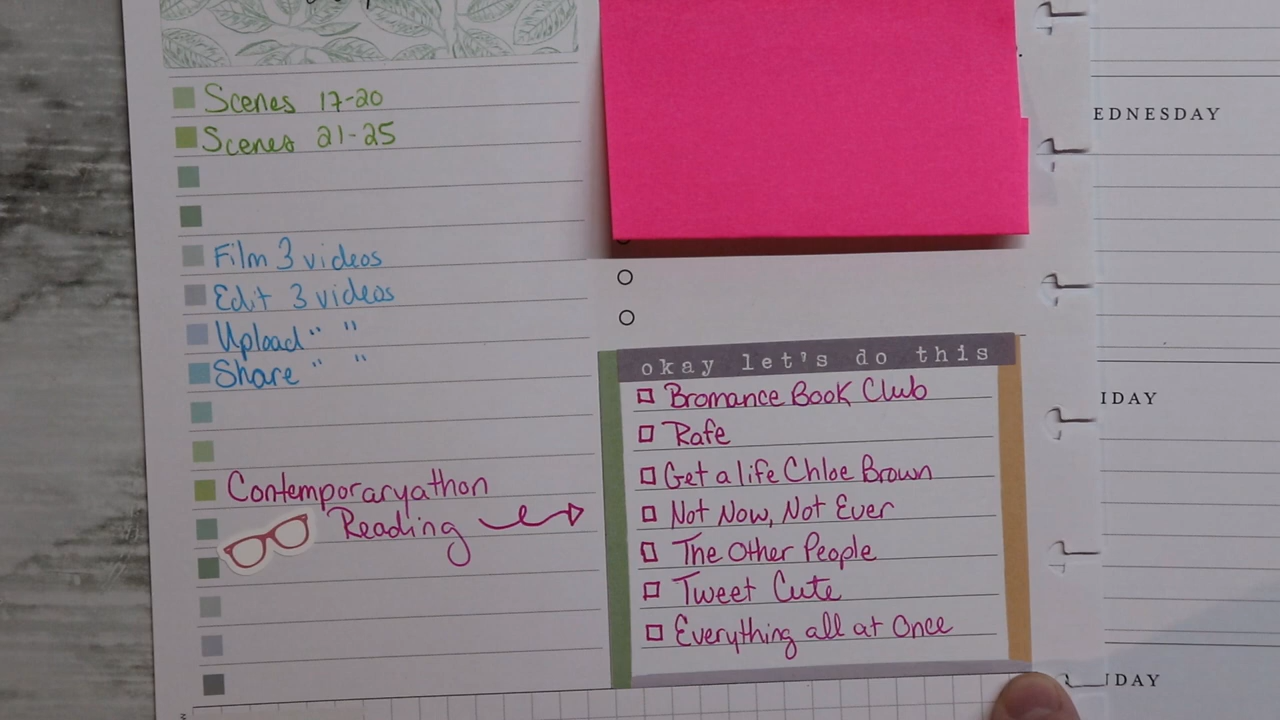 Scenes 17-20
Scenes 21-25
Film 3 videos
Edit 3 videos
Upload " "
Share " "
Contemporaryathon
Reading
okay let's do this
Bromance Book Club
Rafe
Get a life Chloe Brown
Not Now, Not Ever
The Other People
Tweet Cute
Everything all at Once
EDNESDAY
IDAY
DAY